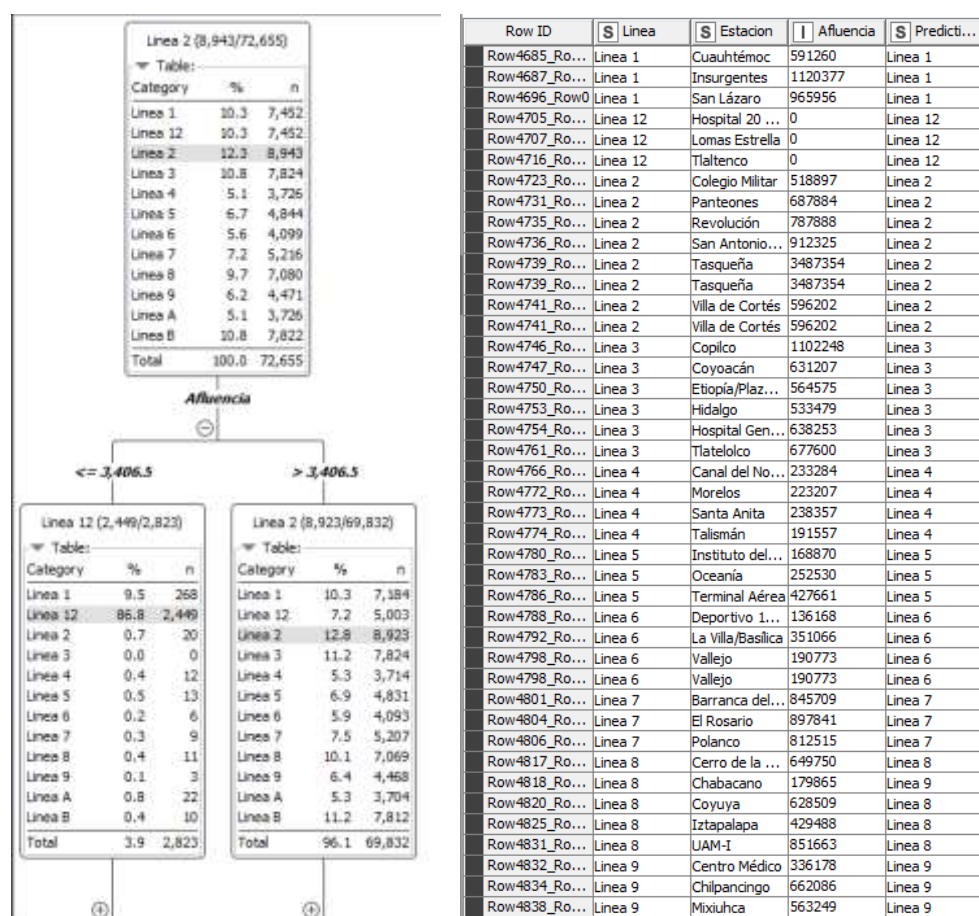 Linea 2 (8,943/72,655)
Table:
Category % n
Linea 1 10.3 7,452
Linea 12 10.3 7,452
Linea 2 12.3 8,943
Linea 3 10.8 7,824
Linea 4 5.1 3,726
Linea 5 6.7 4,844
Linea 6 5.6 4,099
Linea 7 7.2 5,216
Linea 8 9.7 7,080
Linea 9 6.2 4,471
Linea A 5.1 3,726
Linea B 10.8 7,822
Total 100.0 72,655
Afluencia
<= 3,406.5
> 3,406.5
Linea 12 (2,449/2,823)
Table:
Category % n
Linea 1 9.5 268
Linea 12 86.8 2,449
Linea 2 0.7 20
Linea 3 0.0 0
Linea 4 0.4 12
Linea 5 0.5 13
Linea 6 0.2 6
Linea 7 0.3 9
Linea 8 0.4 11
Linea 9 0.1 3
Linea A 0.8 22
Linea B 0.4 10
Total 3.9 2,823
Linea 2 (8,923/69,832)
Table:
Category % n
Linea 1 10.3 7,184
Linea 12 7.2 5,003
Linea 2 12.8 8,923
Linea 3 11.2 7,824
Linea 4 5.3 3,714
Linea 5 6.9 4,831
Linea 6 5.9 4,093
Linea 7 7.5 5,207
Linea 8 10.1 7,069
Linea 9 6.4 4,468
Linea A 5.3 3,704
Linea B 11.2 7,812
Total 96.1 69,832
Row ID S Linea S Estacion I Afluencia S Predicti...
Row4685_Ro... Linea 1 Cuauhtémoc 591260 Linea 1
Row4687_Ro... Linea 1 Insurgentes 1120377 Linea 1
Row4696_Row0 Linea 1 San Lázaro 965956 Linea 1
Row4705_Ro... Linea 12 Hospital 20 ... 0 Linea 12
Row4707_Ro... Linea 12 Lomas Estrella 0 Linea 12
Row4716_Ro... Linea 12 Tlaltenco 0 Linea 12
Row4723_Ro... Linea 2 Colegio Militar 518897 Linea 2
Row4731_Ro... Linea 2 Panteones 687884 Linea 2
Row4735_Ro... Linea 2 Revolución 787888 Linea 2
Row4736_Ro... Linea 2 San Antonio... 912325 Linea 2
Row4739_Ro... Linea 2 Tasqueña 3487354 Linea 2
Row4739_Ro... Linea 2 Tasqueña 3487354 Linea 2
Row4741_Ro... Linea 2 Villa de Cortés 596202 Linea 2
Row4741_Ro... Linea 2 Villa de Cortés 596202 Linea 2
Row4746_Ro... Linea 3 Copilco 1102248 Linea 3
Row4747_Ro... Linea 3 Coyoacán 631207 Linea 3
Row4750_Ro... Linea 3 Etiopía/Plaz... 564575 Linea 3
Row4753_Ro... Linea 3 Hidalgo 533479 Linea 3
Row4754_Ro... Linea 3 Hospital Gen... 638253 Linea 3
Row4761_Ro... Linea 3 Tlatelolco 677600 Linea 3
Row4766_Ro... Linea 4 Canal del No... 233284 Linea 4
Row4772_Ro... Linea 4 Morelos 223207 Linea 4
Row4773_Ro... Linea 4 Santa Anita 238357 Linea 4
Row4774_Ro... Linea 4 Talismán 191557 Linea 4
Row4780_Ro... Linea 5 Instituto del... 168870 Linea 5
Row4783_Ro... Linea 5 Oceanía 252530 Linea 5
Row4786_Ro... Linea 5 Terminal Aérea 427661 Linea 5
Row4788_Ro... Linea 6 Deportivo 1... 136168 Linea 6
Row4792_Ro... Linea 6 La Villa/Basílica 351066 Linea 6
Row4798_Ro... Linea 6 Vallejo 190773 Linea 6
Row4798_Ro... Linea 6 Vallejo 190773 Linea 6
Row4801_Ro... Linea 7 Barranca del... 845709 Linea 7
Row4804_Ro... Linea 7 El Rosario 897841 Linea 7
Row4806_Ro... Linea 7 Polanco 812515 Linea 7
Row4817_Ro... Linea 8 Cerro de la ... 649750 Linea 8
Row4818_Ro... Linea 8 Chabacano 179865 Linea 9
Row4820_Ro... Linea 8 Coyuya 628509 Linea 8
Row4825_Ro... Linea 8 Iztapalapa 429488 Linea 8
Row4831_Ro... Linea 8 UAM-I 851663 Linea 8
Row4832_Ro... Linea 9 Centro Médico 336178 Linea 9
Row4834_Ro... Linea 9 Chilpancingo 662086 Linea 9
Row4838_Ro... Linea 9 Mixiuhca 563249 Linea 9